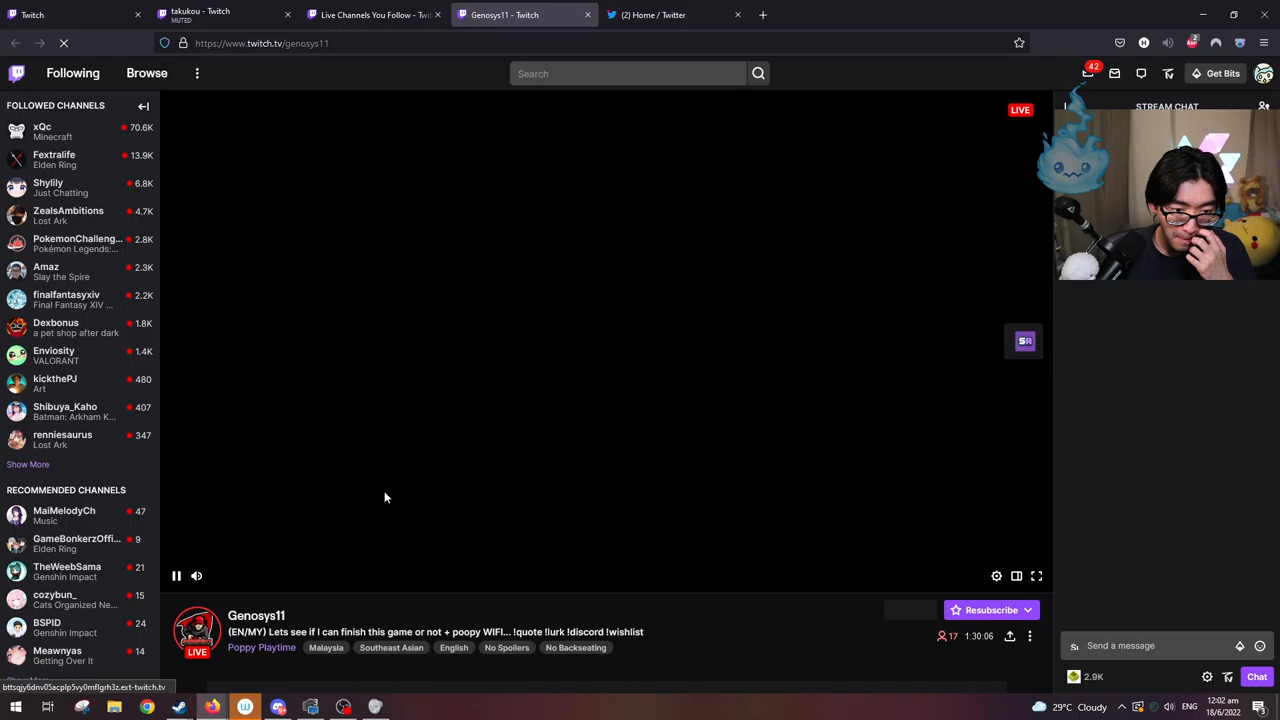 Twitch
takukou - Twitch
MUTED
Live Channels You Follow - Twit
Genosys11 - Twitch
(2) Home / Twitter
https://www.twitch.tv/genosys11
2
Following
Browse
Search
42
Get Bits
FOLLOWED CHANNELS
STREAM CHAT
LIVE
xQc
70.6K
Minecraft
Fextralife
13.9K
Elden Ring
Shylily
6.8K
Just Chatting
ZealsAmbitions
4.7K
Lost Ark
PokemonChalleng...
2.8K
Pokémon Legends:...
Amaz
2.3K
Slay the Spire
finalfantasyxiv
2.2K
Final Fantasy XIV ...
Dexbonus
1.8K
a pet shop after dark
Enviosity
1.4K
VALORANT
kickthePJ
480
Art
Shibuya_Kaho
407
Batman: Arkham K...
renniesaurus
347
Lost Ark
Show More
RECOMMENDED CHANNELS
MaiMelodyCh
47
Music
GameBonkerzOffi...
9
Elden Ring
TheWeebSama
21
Genshin Impact
cozybun_
15
Cats Organized Ne...
BSPID
24
Genshin Impact
Meawnyas
14
Getting Over It
SR
Genosys11
Resubscribe
(EN/MY) Lets see if I can finish this game or not + poopy WIFI... !quote !lurk !discord !wishlist
17
1:30:06
Poppy Playtime
Malaysia
Southeast Asian
English
No Spoilers
No Backseating
LIVE
Send a message
2.9K
Chat
29°C Cloudy
ENG
12:02 am
18/6/2022
3